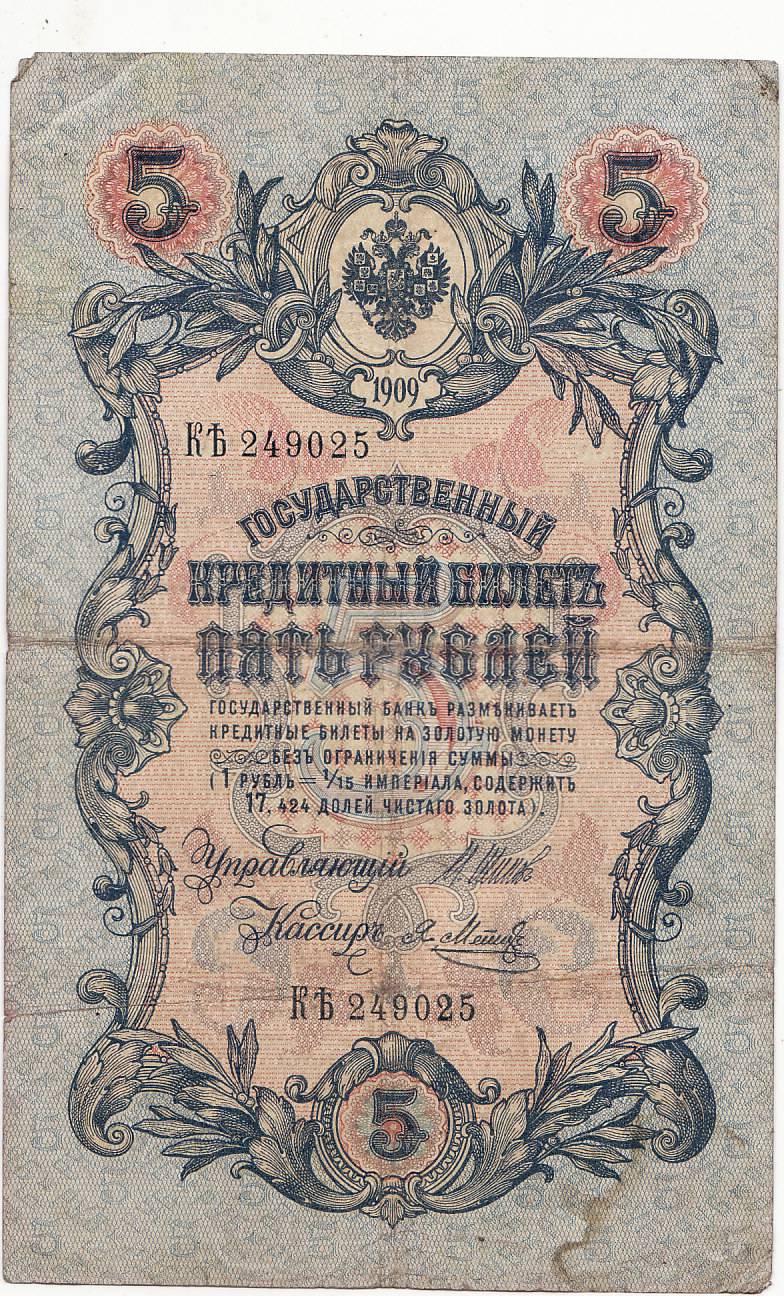 5 5
1909
КѢ 249025
ГОСУДАРСТВЕННЫЙ
КРЕДИТНЫЙ БИЛЕТЪ
ПЯТЬ РУБЛЕЙ
ГОСУДАРСТВЕННЫЙ БАНКЪ РАЗМѢНИВАЕТЪ
КРЕДИТНЫЕ БИЛЕТЫ НА ЗОЛОТУЮ МОНЕТУ
БЕЗЪ ОГРАНИЧЕНІЯ СУММЫ
(1 РУБЛЬ = 1/15 ИМПЕРІАЛА, СОДЕРЖИТЪ
17,424 ДОЛЕЙ ЧИСТАГО ЗОЛОТА).
Управляющій
Кассиръ
КѢ 249025
5